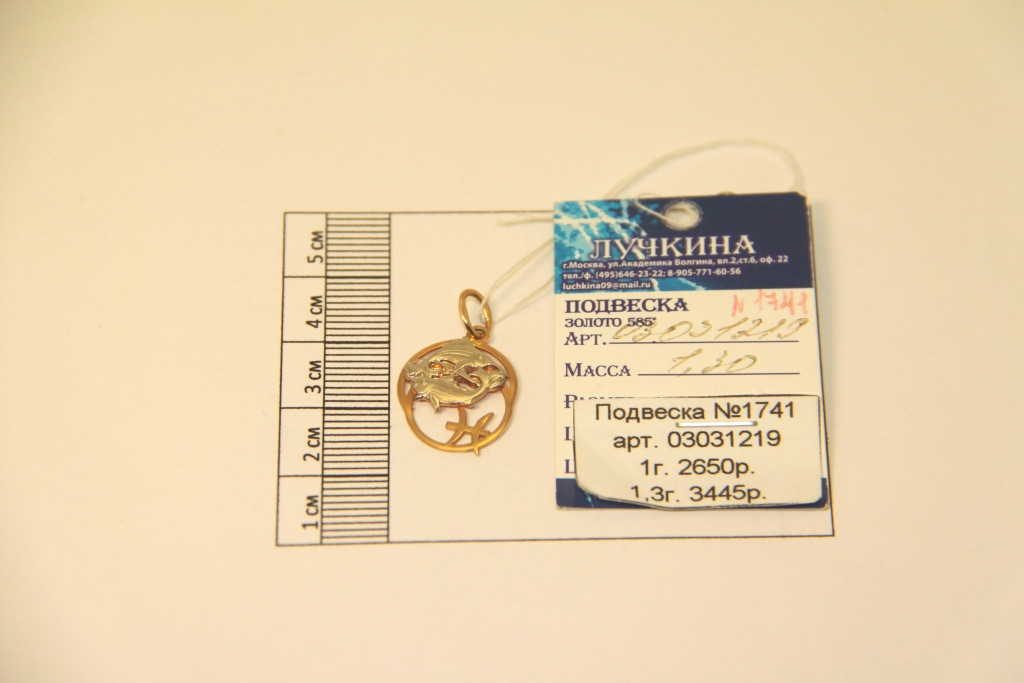 5 см
4 см
3 см
2 см
1 см
ЛУЧКИНА
г.Москва, ул.Академика Волгина, вл.2,ст.6, оф. 22
тел./ф. (495)646-23-22; 8-905-771-60-56
luchkina09@mail.ru
ПОДВЕСКА N 1741
ЗОЛОТО 585°
АРТ. 03031219
МАССА 1,30
Подвеска №1741
арт. 03031219
1г. 2650р.
1,3г. 3445р.